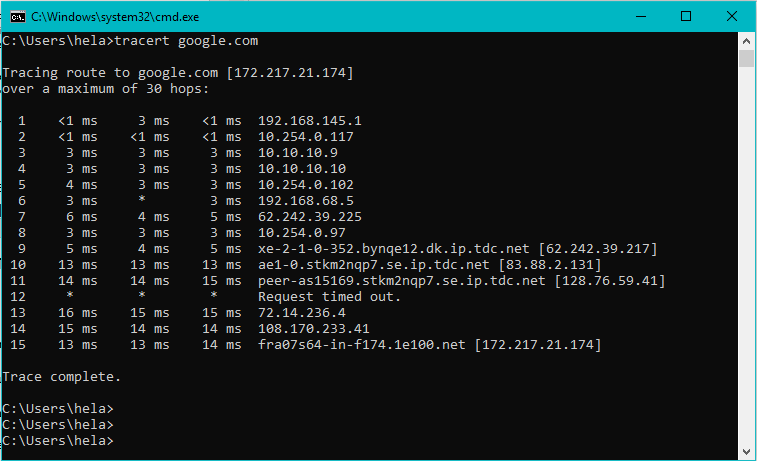 C:\Windows\system32\cmd.exe
C:\Users\hela>tracert google.com
Tracing route to google.com [172.217.21.174]
over a maximum of 30 hops:
1 <1 ms 3 ms <1 ms 192.168.145.1
2 <1 ms <1 ms <1 ms 10.254.0.117
3 3 ms 3 ms 3 ms 10.10.10.9
4 3 ms 3 ms 3 ms 10.10.10.10
5 4 ms 3 ms 3 ms 10.254.0.102
6 3 ms * 3 ms 192.168.68.5
7 6 ms 4 ms 5 ms 62.242.39.225
8 3 ms 3 ms 3 ms 10.254.0.97
9 5 ms 4 ms 5 ms xe-2-1-0-352.bynqe12.dk.ip.tdc.net [62.242.39.217]
10 13 ms 13 ms 13 ms ae1-0.stkm2nqp7.se.ip.tdc.net [83.88.2.131]
11 14 ms 14 ms 15 ms peer-as15169.stkm2nqp7.se.ip.tdc.net [128.76.59.41]
12 * * * Request timed out.
13 16 ms 15 ms 15 ms 72.14.236.4
14 15 ms 14 ms 14 ms 108.170.233.41
15 13 ms 13 ms 14 ms fra07s64-in-f174.1e100.net [172.217.21.174]
Trace complete.
C:\Users\hela>
C:\Users\hela>
C:\Users\hela>